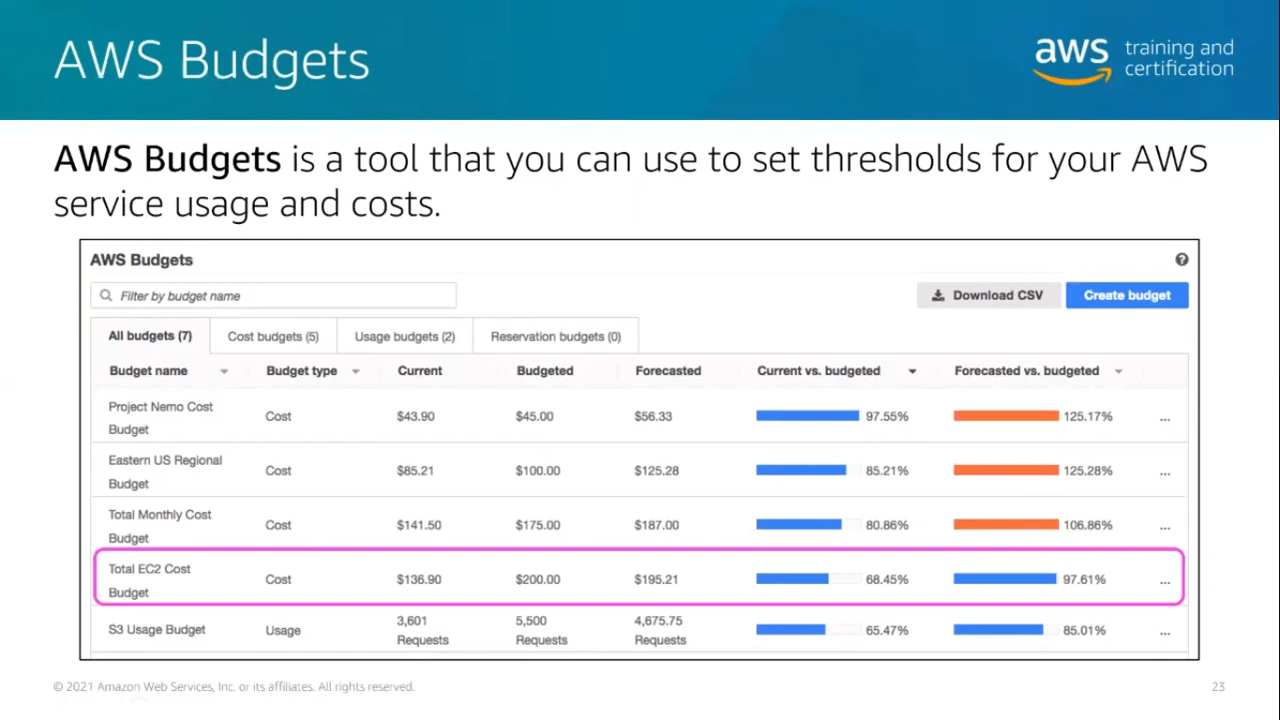 AWS Budgets
aws training and
certification
AWS Budgets is a tool that you can use to set thresholds for your AWS
service usage and costs.
AWS Budgets
Filter by budget name
Download CSV
Create budget
All budgets (7) Cost budgets (5) Usage budgets (2) Reservation budgets (0)
Budget name Budget type Current Budgeted Forecasted Current vs. budgeted Forecasted vs. budgeted
Project Nemo Cost
Budget
Cost $43.90 $45.00 $56.33 97.55% 125.17% ...
Eastern US Regional
Budget
Cost $85.21 $100.00 $125.28 85.21% 125.28% ...
Total Monthly Cost
Budget
Cost $141.50 $175.00 $187.00 80.86% 106.86% ...
Total EC2 Cost
Budget
Cost $136.90 $200.00 $195.21 68.45% 97.61% ...
S3 Usage Budget Usage
3,601 5,500 4,675.75
Requests Requests Requests
65.47% 85.01% ...
© 2021 Amazon Web Services, Inc. or its affiliates. All rights reserved.
23